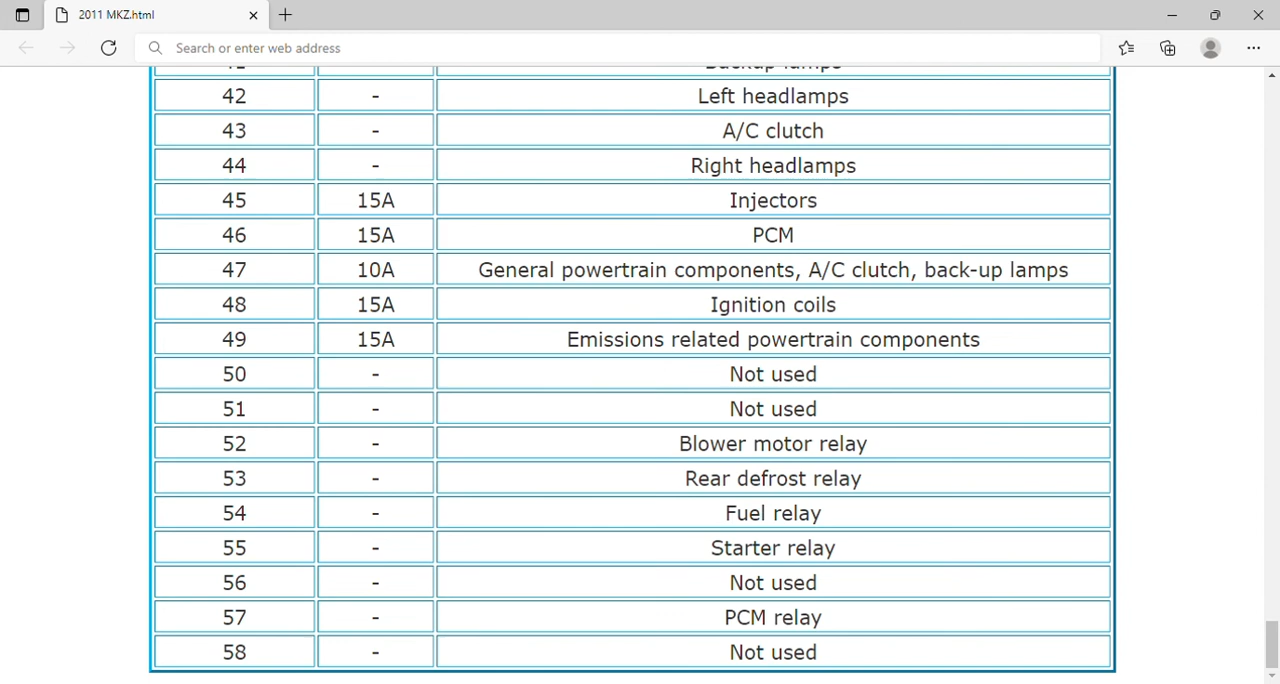 2011 MKZ.html
Search or enter web address
42 - Left headlamps
43 - A/C clutch
44 - Right headlamps
45 15A Injectors
46 15A PCM
47 10A General powertrain components, A/C clutch, back-up lamps
48 15A Ignition coils
49 15A Emissions related powertrain components
50 - Not used
51 - Not used
52 - Blower motor relay
53 - Rear defrost relay
54 - Fuel relay
55 - Starter relay
56 - Not used
57 - PCM relay
58 - Not used